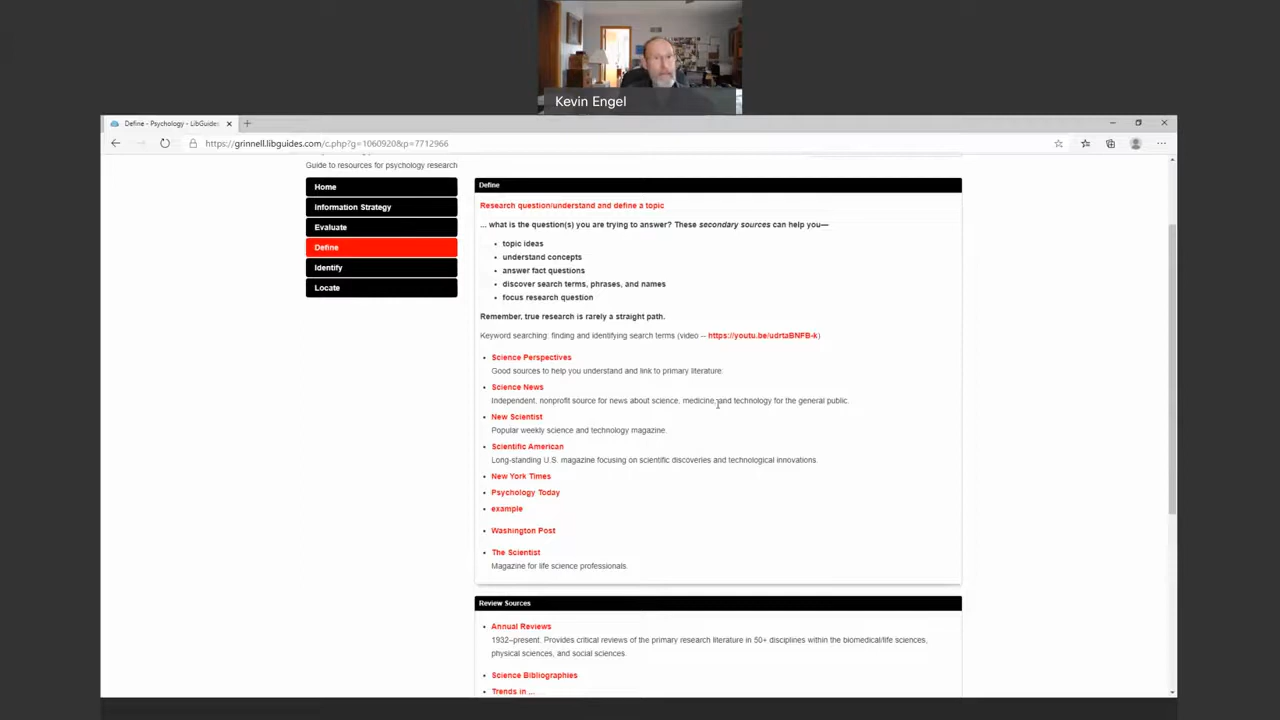 Kevin Engel
Define - Psychology - LibGuides
https://grinnell.libguides.com/c.php?g=1060920&p=7712966
Guide to resources for psychology research
Home
Information Strategy
Evaluate
Define
Identify
Locate
Define
Research question/understand and define a topic
... what is the question(s) you are trying to answer? These secondary sources can help you—
• topic ideas
• understand concepts
• answer fact questions
• discover search terms, phrases, and names
• focus research question
Remember, true research is rarely a straight path.
Keyword searching: finding and identifying search terms (video -- https://youtu.be/udrtaBNFB-k)
• Science Perspectives
Good sources to help you understand and link to primary literature:
• Science News
Independent, nonprofit source for news about science, medicine and technology for the general public.
• New Scientist
Popular weekly science and technology magazine.
• Scientific American
Long-standing U.S. magazine focusing on scientific discoveries and technological innovations.
• New York Times
• Psychology Today
• example
• Washington Post
• The Scientist
Magazine for life science professionals.
Review Sources
• Annual Reviews
1932–present. Provides critical reviews of the primary research literature in 50+ disciplines within the biomedical/life sciences,
physical sciences, and social sciences.
• Science Bibliographies
• Trends in ...